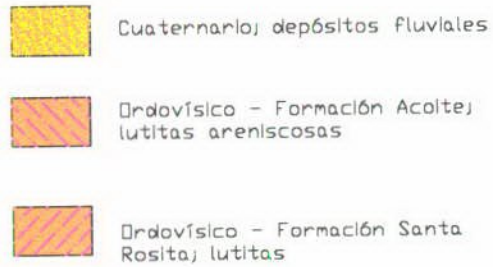 Cuaternario; depósitos fluviales
Ordovísico - Formación Acoite;
lutitas areniscosas
Ordovísico - Formación Santa
Rosita; lutitas